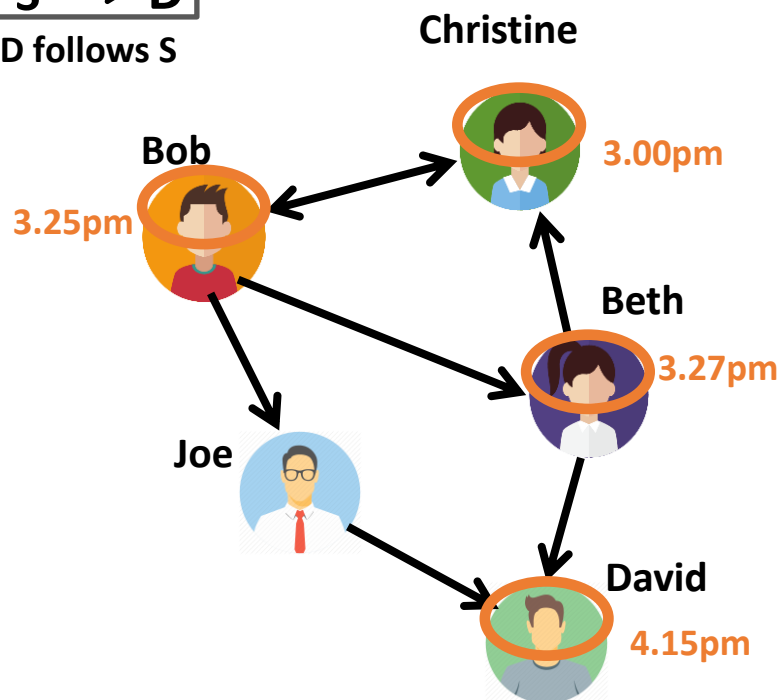 D follows S
Christine
Bob
3.00pm
3.25pm
Beth
3.27pm
Joe
David
4.15pm